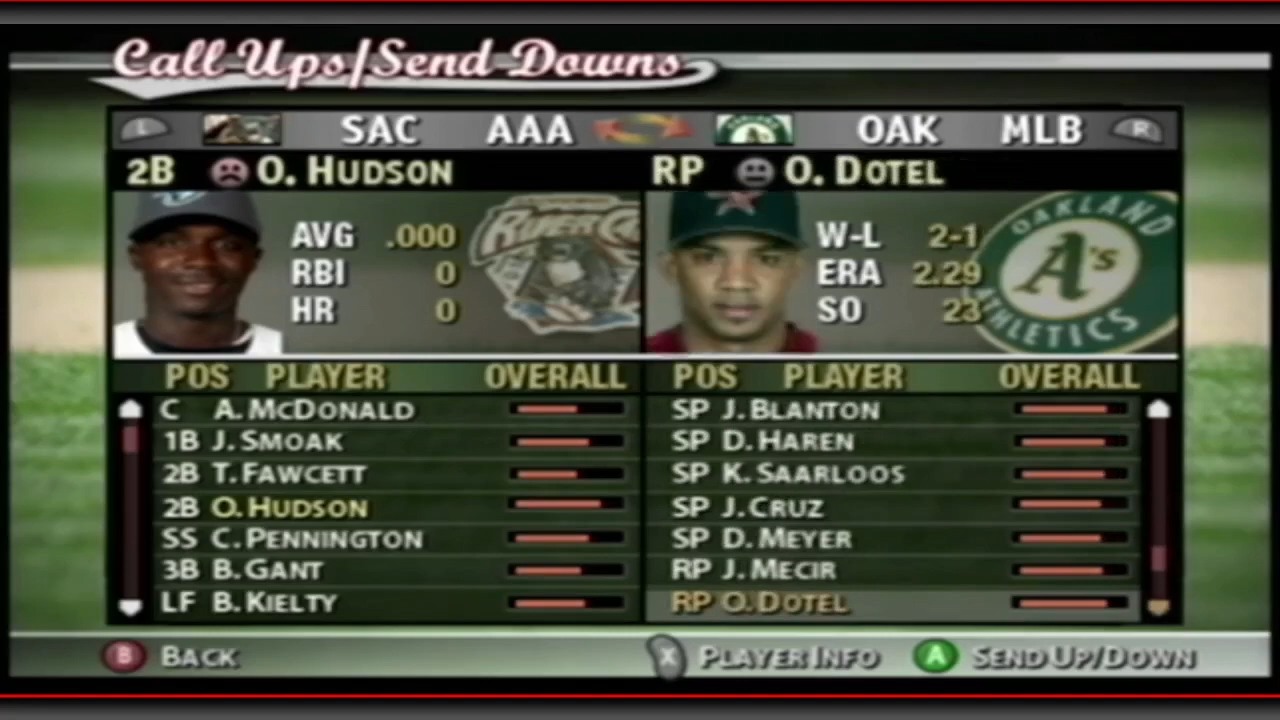 Call Ups/Send Downs
L SAC AAA OAK MLB R
2B O. HUDSON RP O. DOTEL
AVG .000 W-L 2-1
RBI 0 ERA 2.29
HR 0 SO 23
OAKLAND A's ATHLETICS
POS PLAYER OVERALL POS PLAYER OVERALL
C A. MCDONALD SP J. BLANTON
1B J. SMOAK SP D. HAREN
2B T. FAWCETT SP K. SAARLOOS
2B O. HUDSON SP J. CRUZ
SS C. PENNINGTON SP D. MEYER
3B B. GANT RP J. MECIR
LF B. KIELTY RP O. DOTEL
B BACK X PLAYER INFO A SEND UP/DOWN